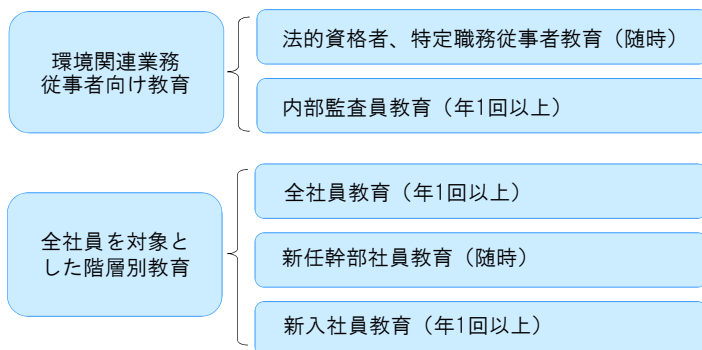 環境関連業務
従事者向け教育
法的資格者、特定職務従事者教育（随時）
内部監査員教育（年1回以上）
全社員を対象と
した階層別教育
全社員教育（年1回以上）
新任幹部社員教育（随時）
新入社員教育（年1回以上）